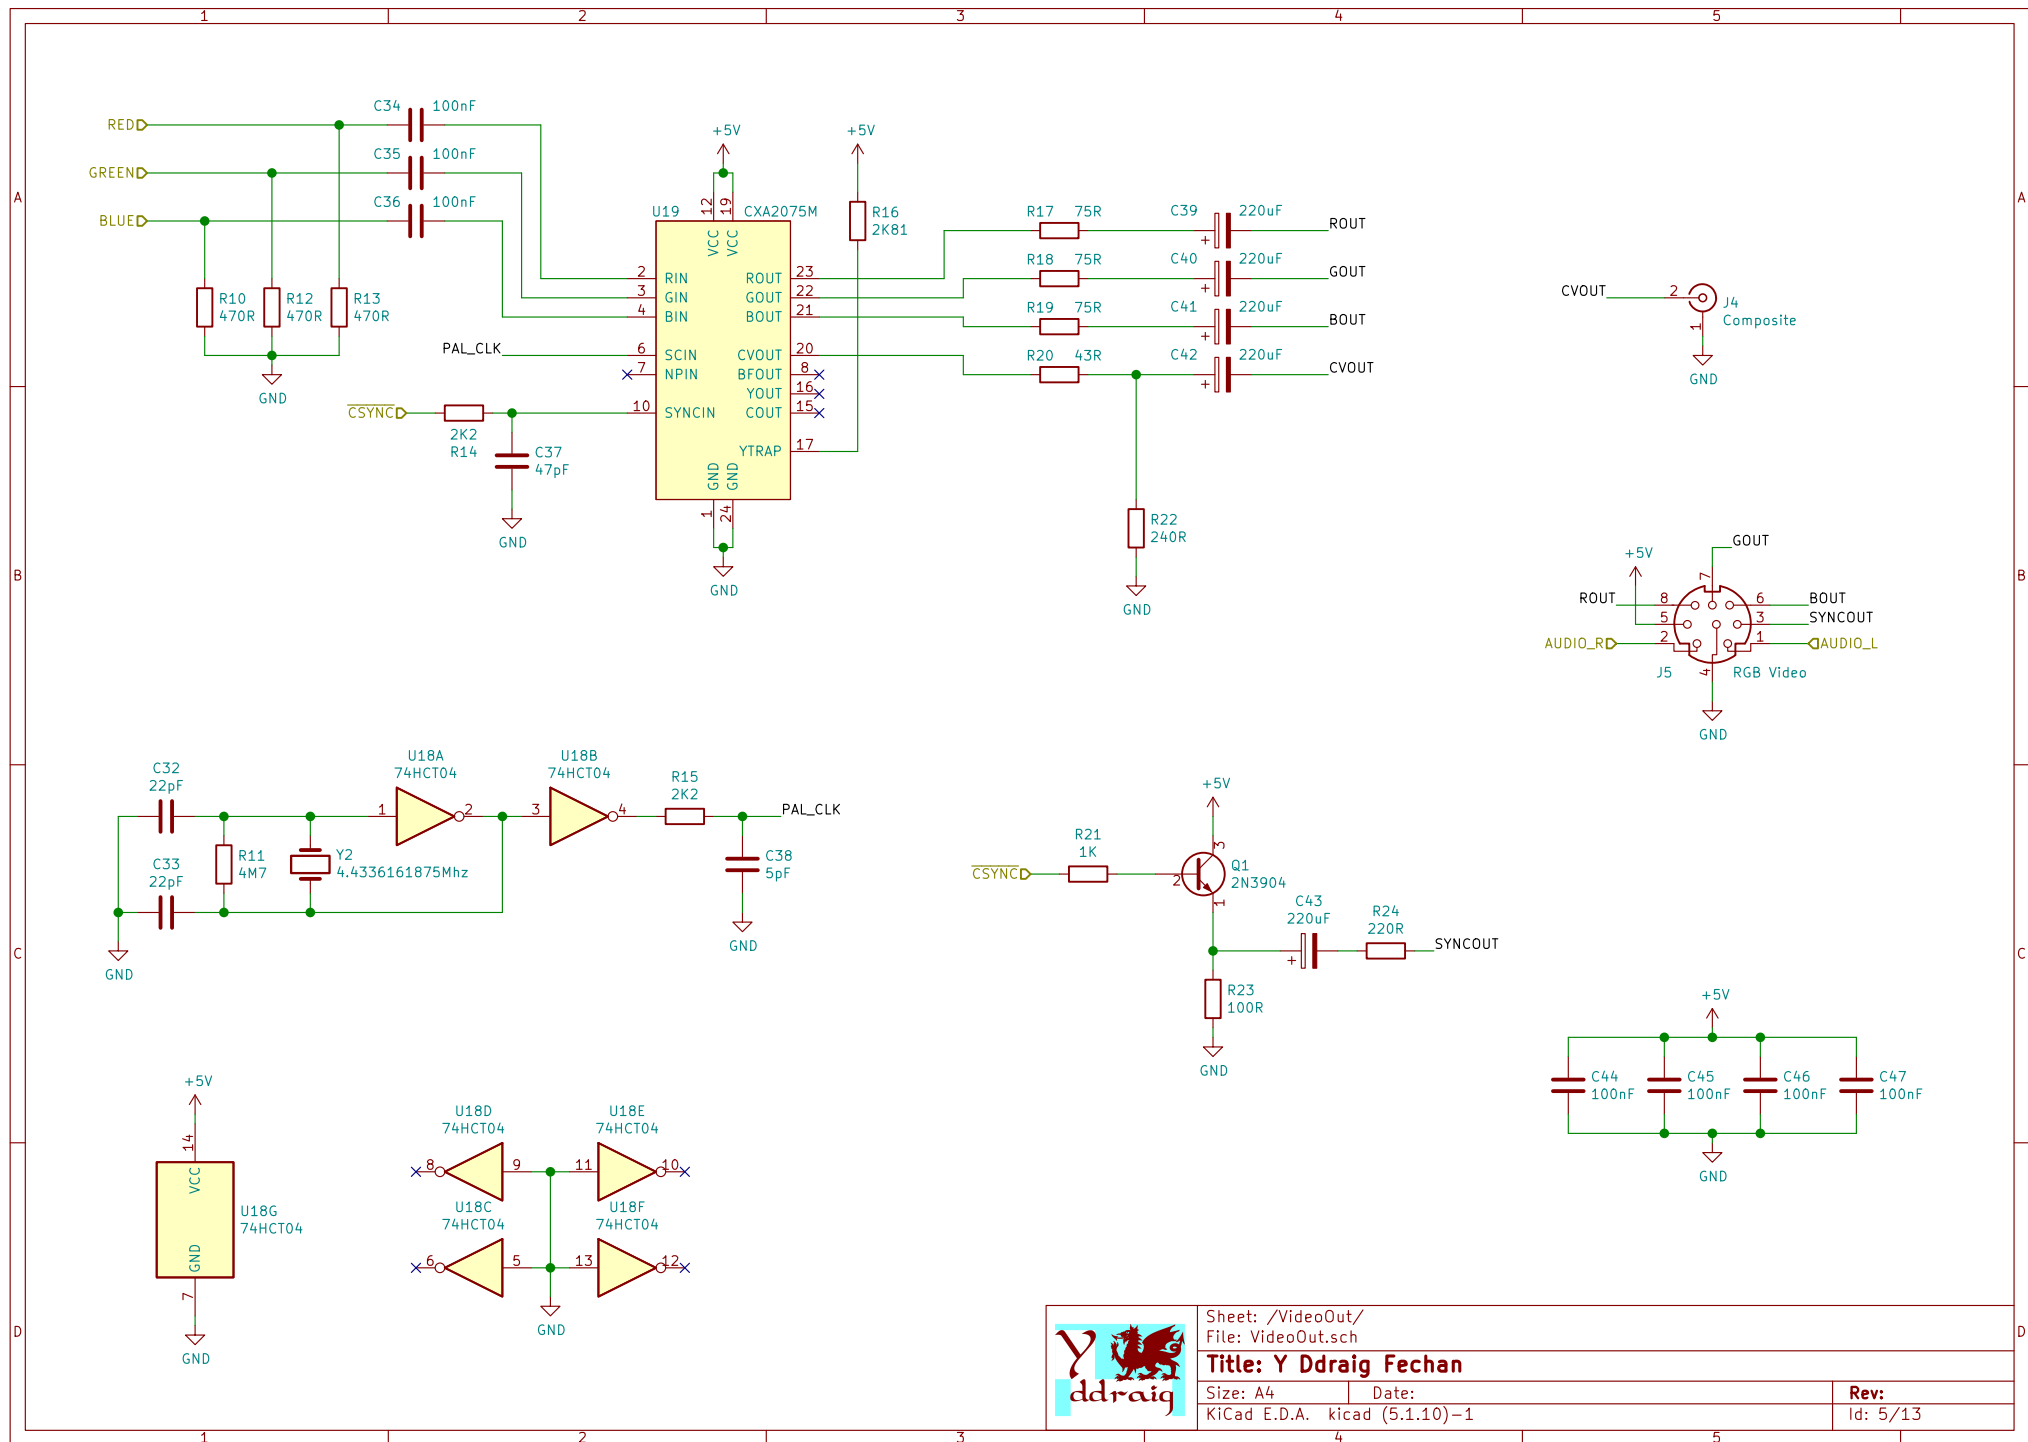 1 2 3 4 5
A A
B B
C C
D D
1 2 3 4 5
RED
GREEN
BLUE
C34 100nF
C35 100nF
C36 100nF
R10
470R
R12
470R
R13
470R
GND
PAL_CLK
CSYNC
2K2
R14
C37
47pF
GND
+5V
U19 CXA2075M
12 19
VCC VCC
2 RIN
3 GIN
4 BIN
6 SCIN
7 NPIN
10 SYNCIN
ROUT 23
GOUT 22
BOUT 21
CVOUT 20
BFOUT 8
YOUT 16
COUT 15
YTRAP 17
GND GND
1 24
GND
+5V
R16
2K81
R17 75R
R18 75R
R19 75R
R20 43R
C39 220uF
+
ROUT
C40 220uF
+
GOUT
C41 220uF
+
BOUT
C42 220uF
+
CVOUT
R22
240R
GND
CVOUT 2
J4
Composite
1
GND
+5V
GOUT
7
ROUT 8
5
AUDIO_R 2
6 BOUT
3 SYNCOUT
1 AUDIO_L
J5 4 RGB Video
GND
C32
22pF
C33
22pF
R11
4M7
Y2
4.4336161875Mhz
GND
U18A
74HCT04
1 2
U18B
74HCT04
3 4
R15
2K2
PAL_CLK
C38
5pF
GND
CSYNC
R21
1K
+5V
3
2
1
Q1
2N3904
C43
220uF
+
R24
220R
SYNCOUT
R23
100R
GND
+5V
C44
100nF
C45
100nF
C46
100nF
C47
100nF
GND
+5V
14
VCC
GND
7
U18G
74HCT04
GND
U18D
74HCT04
8 9
U18E
74HCT04
11 10
U18C
74HCT04
6 5
U18F
74HCT04
13 12
GND
Y
ddraig
Sheet: /VideoOut/
File: VideoOut.sch
Title: Y Ddraig Fechan
Size: A4 Date: Rev:
KiCad E.D.A. kicad (5.1.10)-1 Id: 5/13